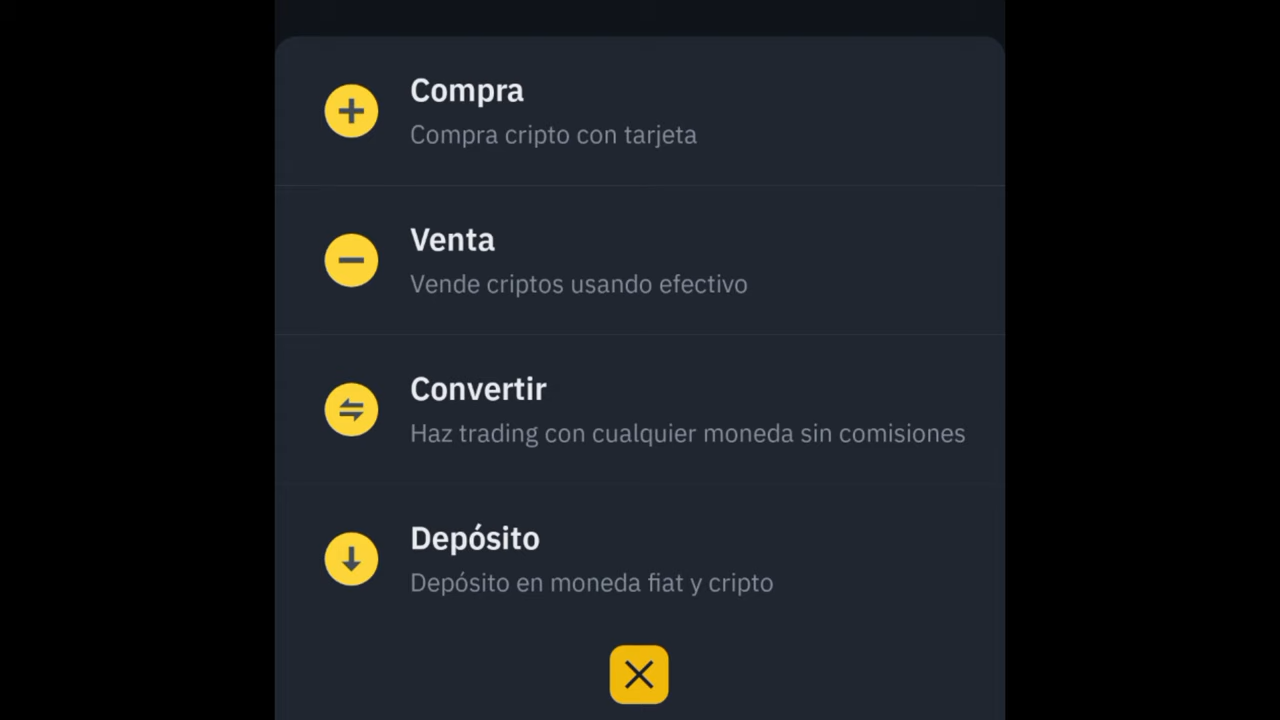 Compra
Compra cripto con tarjeta
Venta
Vende criptos usando efectivo
Convertir
Haz trading con cualquier moneda sin comisiones
Depósito
Depósito en moneda fiat y cripto